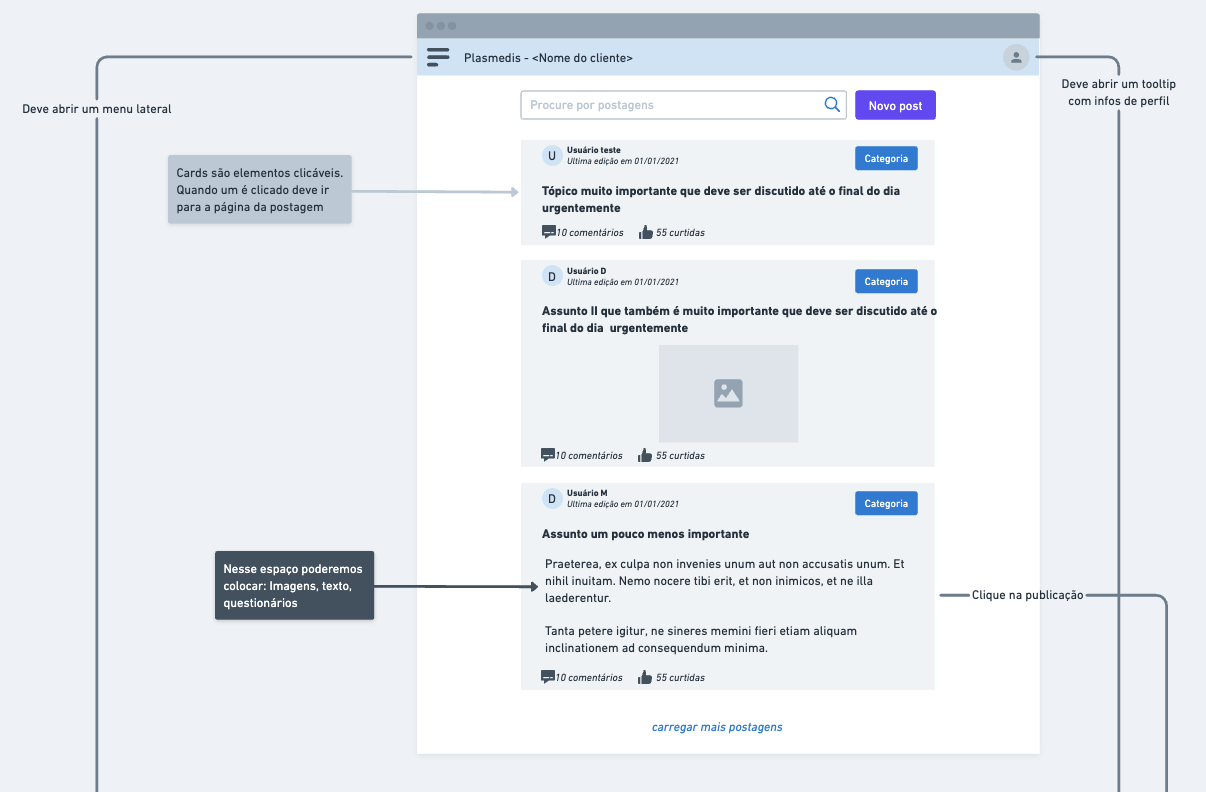 Plasmedis - <Nome do cliente>
Deve abrir um menu lateral
Deve abrir um tooltip
com infos de perfil
Procure por postagens
Novo post
Cards são elementos clicáveis.
Quando um é clicado deve ir
para a página da postagem
U
Usuário teste
Ultima edição em 01/01/2021
Categoria
Tópico muito importante que deve ser discutido até o final do dia
urgentemente
10 comentários
55 curtidas
D
Usuário D
Ultima edição em 01/01/2021
Categoria
Assunto II que também é muito importante que deve ser discutido até o
final do dia  urgentemente
10 comentários
55 curtidas
D
Usuário M
Ultima edição em 01/01/2021
Categoria
Assunto um pouco menos importante
Nesse espaço poderemos
colocar: Imagens, texto,
questionários
Praeterea, ex culpa non invenies unum aut non accusatis unum. Et
nihil inuitam. Nemo nocere tibi erit, et non inimicos, et ne illa
laederentur.
Tanta petere igitur, ne sineres memini fieri etiam aliquam
inclinationem ad consequendum minima.
Clique na publicação
10 comentários
55 curtidas
carregar mais postagens